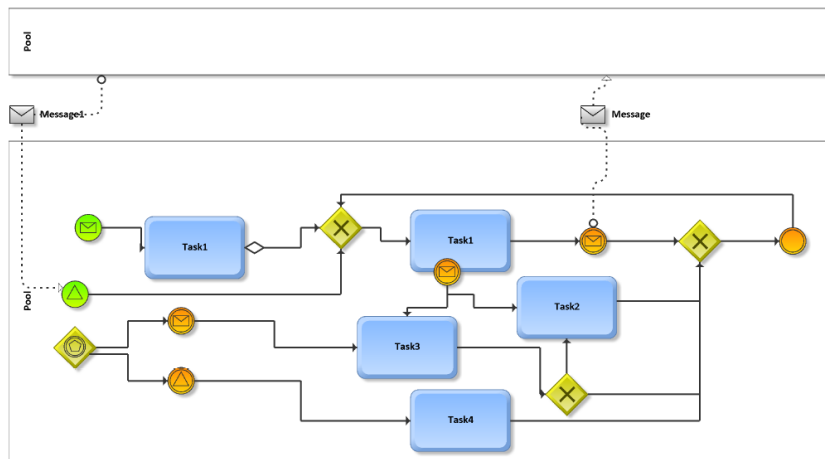 Pool
Message1
Message
Task1
Task1
Pool
Task2
Task3
Task4